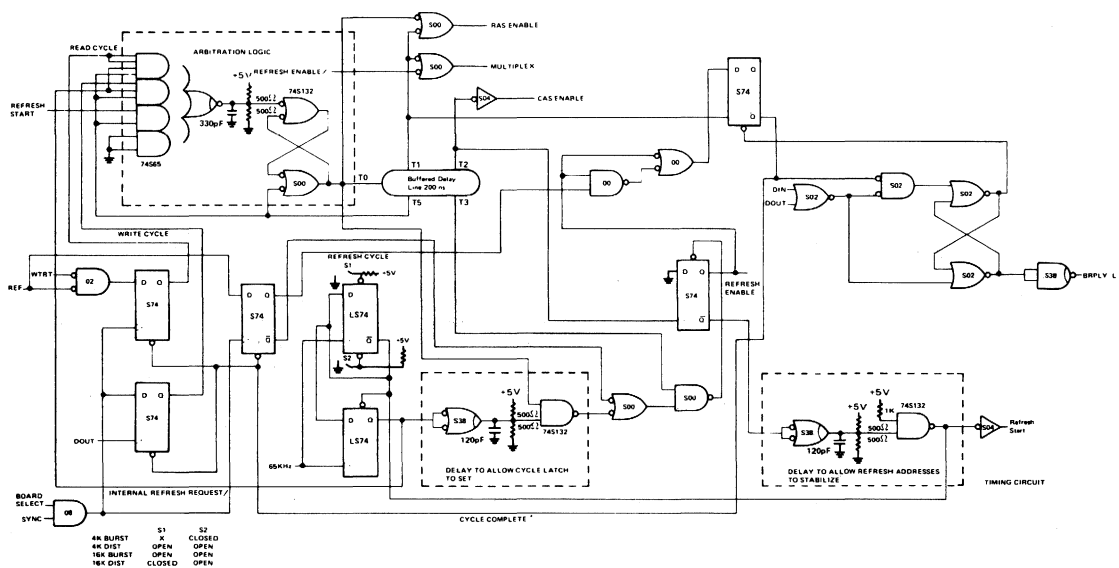 S00
RAS ENABLE
READ CYCLE
ARBITRATION LOGIC
+5V
REFRESH ENABLE/
74S132
S00
MULTIPLEX
D Q
S74
REFRESH
START
500Ω
500Ω
330pF
S04
CAS ENABLE
74S65
S00
T0
T1 T2
Buffered Delay
Line 200 ns
T5 T3
00
00
DIN
DOUT
S02
S02
S02
WRITE CYCLE
REFRESH CYCLE
S1
+5V
WTBT
REF
02
D Q
S74
D Q
S74
Q
D Q
LS74
Q
S2
+5V
D Q
S74
Q
REFRESH
ENABLE
S02
S38
BRPLY L
D Q
S74
DOUT
D Q
LS74
65KHz
+5V
S38
500Ω
500Ω
120pF
74S132
DELAY TO ALLOW CYCLE LATCH
TO SET
S00
S00
+5V
+5V
1K
74S132
S38
500Ω
500Ω
120pF
S04
Refresh
Start
DELAY TO ALLOW REFRESH ADDRESSES
TO STABILIZE
TIMING CIRCUIT
INTERNAL REFRESH REQUEST/
BOARD
SELECT
SYNC
08
CYCLE COMPLETE
S1 S2
4K BURST X CLOSED
4K DIST OPEN OPEN
16K BURST OPEN OPEN
16K DIST CLOSED OPEN